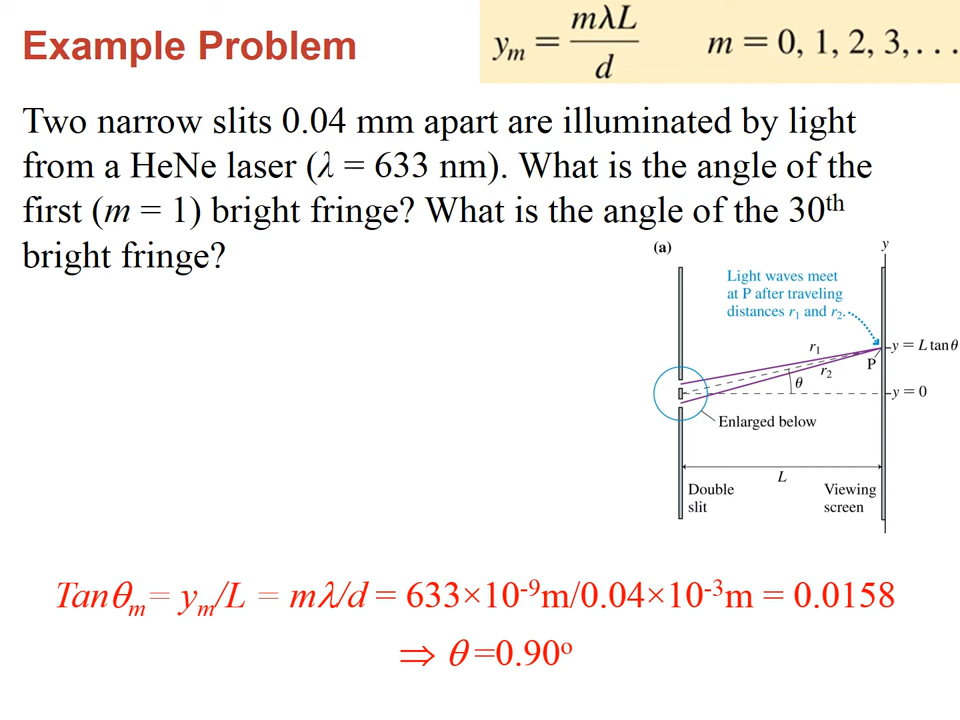 Example Problem
yₘ = mλL / d    m = 0, 1, 2, 3, . . .
Two narrow slits 0.04 mm apart are illuminated by light
from a HeNe laser (λ = 633 nm). What is the angle of the
first (m = 1) bright fringe? What is the angle of the 30th
bright fringe?
(a)
y
Light waves meet
at P after traveling
distances r₁ and r₂.
r₁
y = L tan θ
P
r₂
θ
y = 0
Enlarged below
L
Double
slit
Viewing
screen
Tanθₘ= yₘ/L = mλ/d = 633×10⁻⁹m/0.04×10⁻³m = 0.0158
⇒ θ =0.90º